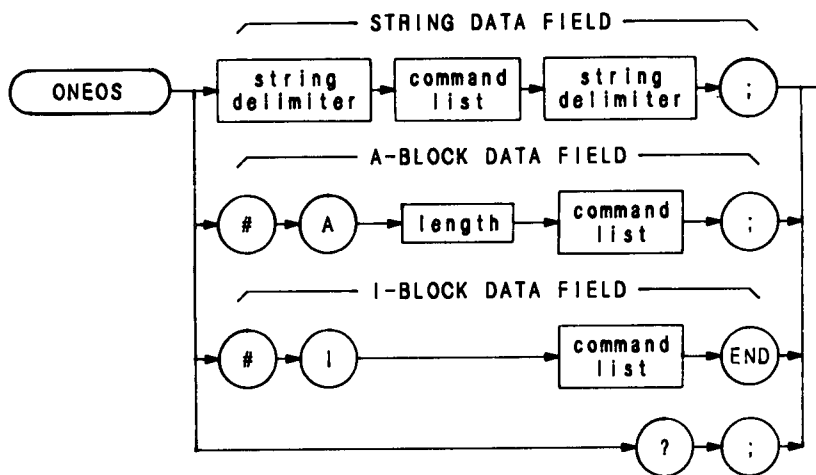 STRING DATA FIELD
ONEOS
string delimiter
command list
string delimiter
;
A-BLOCK DATA FIELD
#
A
length
command list
;
I-BLOCK DATA FIELD
#
I
command list
END
?
;